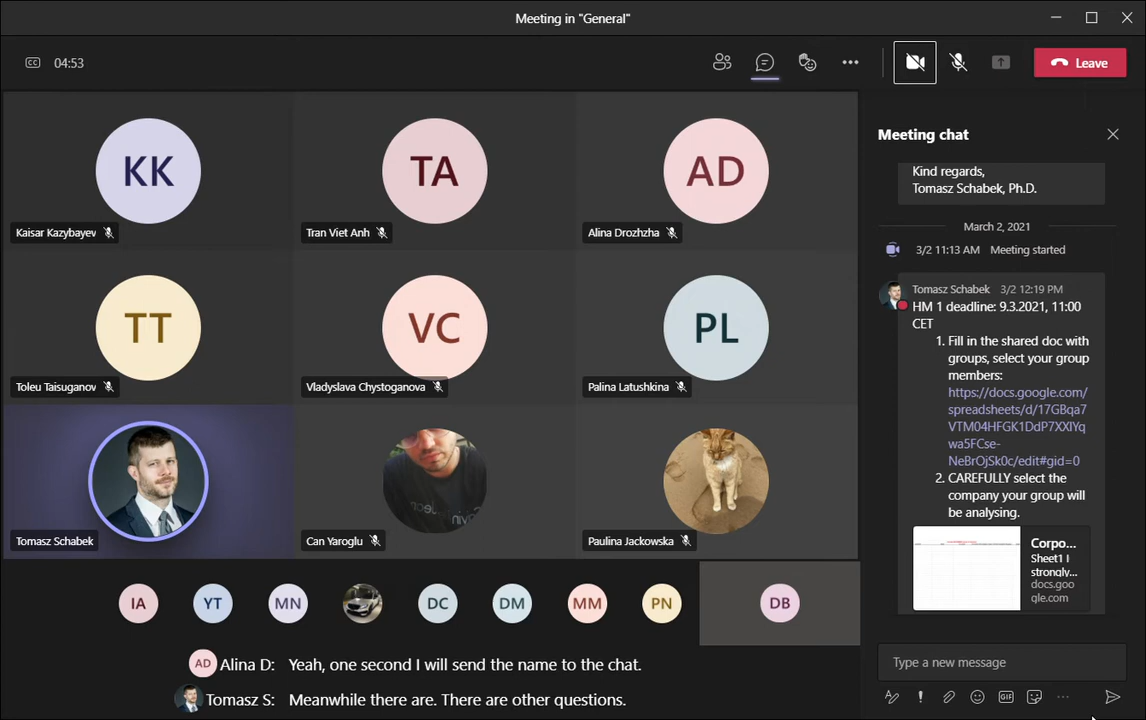 Meeting in "General"
CC 04:53
Leave
KK
TA
AD
Kaisar Kazybayev
Tran Viet Anh
Alina Drozhzha
TT
VC
PL
Toleu Taisuganov
Vladyslava Chystoganova
Palina Latushkina
Tomasz Schabek
Can Yaroglu
Paulina Jackowska
IA
YT
MN
DC
DM
MM
PN
DB
AD Alina D: Yeah, one second I will send the name to the chat.
Tomasz S: Meanwhile there are. There are other questions.
Meeting chat
Kind regards,
Tomasz Schabek, Ph.D.
March 2, 2021
3/2 11:13 AM Meeting started
Tomasz Schabek 3/2 12:19 PM
HM 1 deadline: 9.3.2021, 11:00
CET
1. Fill in the shared doc with
groups, select your group
members:
https://docs.google.com/
spreadsheets/d/17GBqa7
VTM04HFGK1DdP7XXIYq
wa5FCse-
NeBrOjSk0c/edit#gid=0
2. CAREFULLY select the
company your group will
be analysing.
Corpo...
Sheet1 I
strongly...
docs.goo
gle.com
Type a new message
GIF